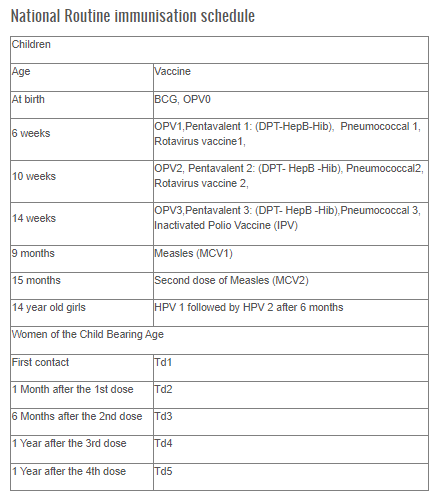 National Routine immunisation schedule
Children
Age Vaccine
At birth BCG, OPV0
6 weeks OPV1,Pentavalent 1: (DPT-HepB-Hib), Pneumococcal 1,
Rotavirus vaccine1,
10 weeks OPV2, Pentavalent 2: (DPT- HepB -Hib), Pneumococcal2,
Rotavirus vaccine 2,
14 weeks OPV3,Pentavalent 3: (DPT- HepB -Hib),Pneumococcal 3,
Inactivated Polio Vaccine (IPV)
9 months Measles (MCV1)
15 months Second dose of Measles (MCV2)
14 year old girls HPV 1 followed by HPV 2 after 6 months
Women of the Child Bearing Age
First contact Td1
1 Month after the 1st dose Td2
6 Months after the 2nd dose Td3
1 Year after the 3rd dose Td4
1 Year after the 4th dose Td5